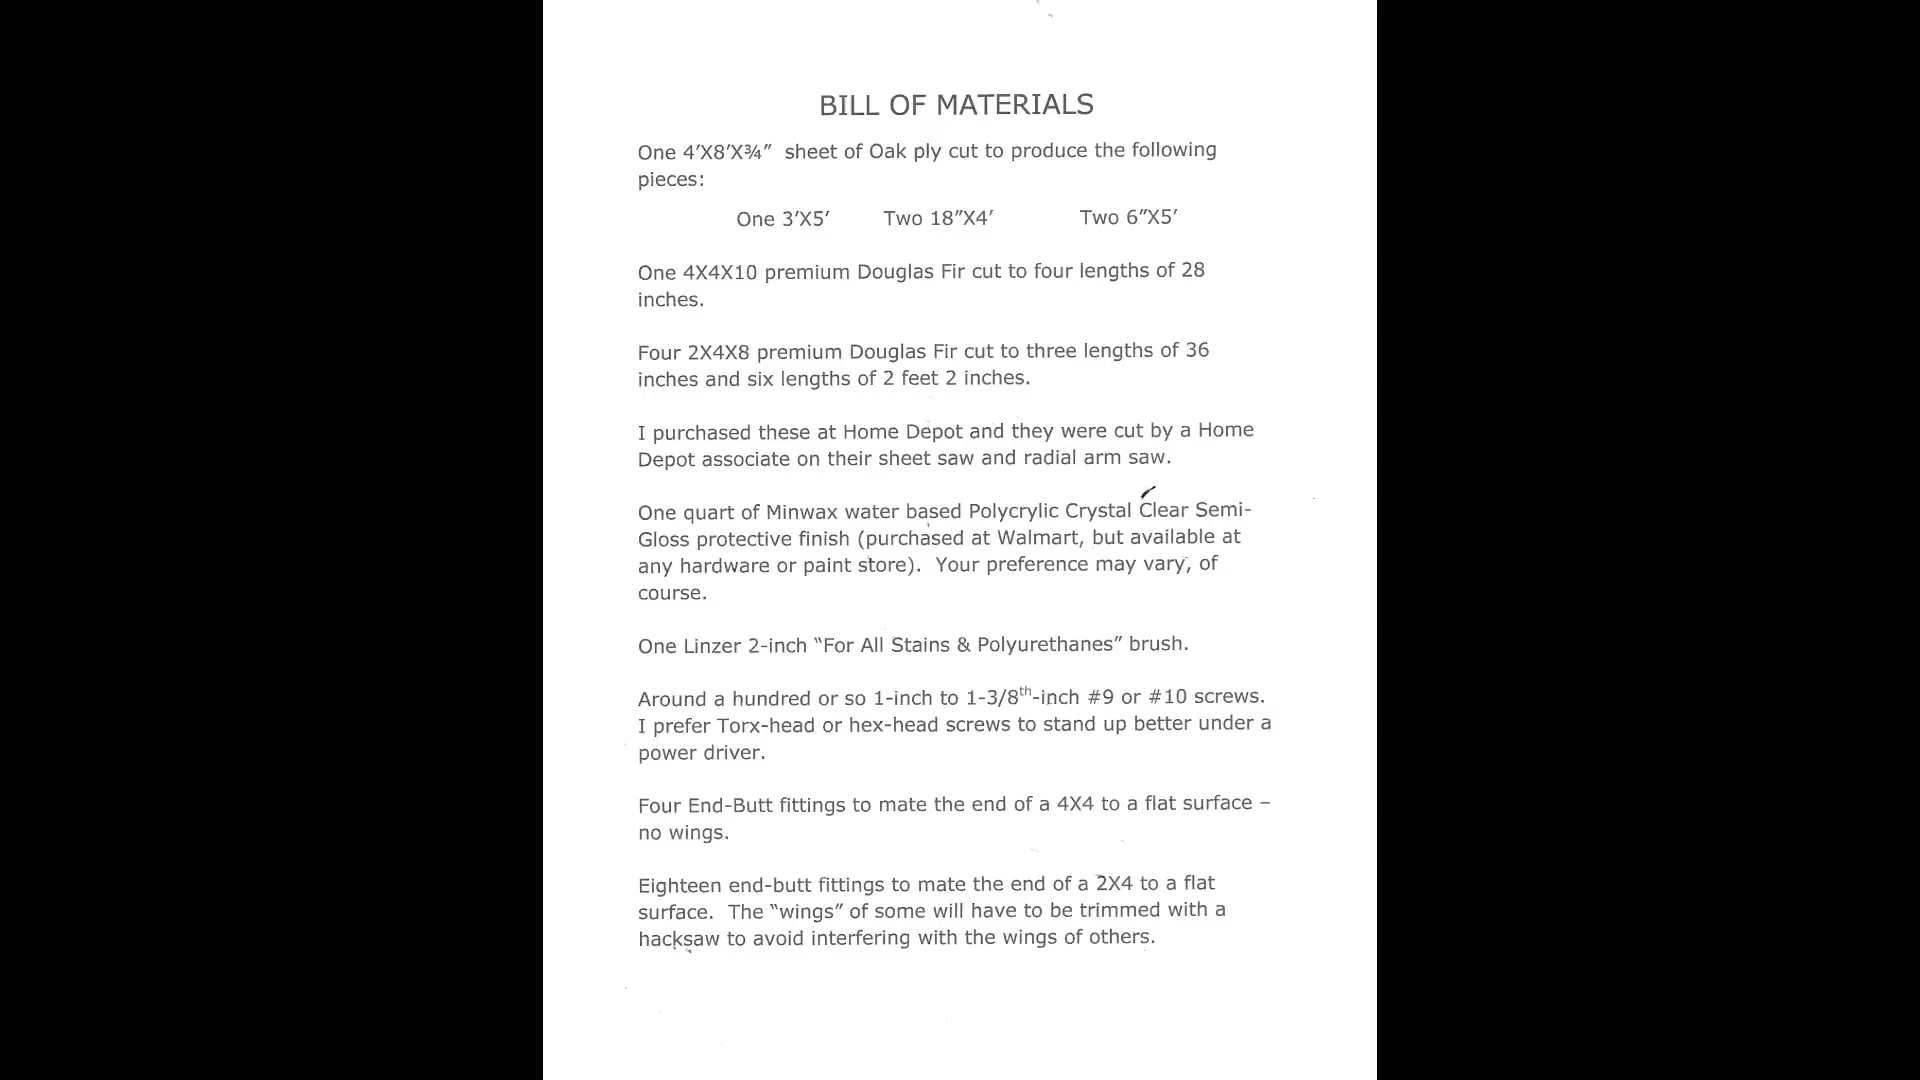 BILL OF MATERIALS
One 4’X8’X¾” sheet of Oak ply cut to produce the following
pieces:
One 3’X5’ Two 18”X4’ Two 6”X5’
One 4X4X10 premium Douglas Fir cut to four lengths of 28
inches.
Four 2X4X8 premium Douglas Fir cut to three lengths of 36
inches and six lengths of 2 feet 2 inches.
I purchased these at Home Depot and they were cut by a Home
Depot associate on their sheet saw and radial arm saw.
One quart of Minwax water based Polycrylic Crystal Clear Semi-
Gloss protective finish (purchased at Walmart, but available at
any hardware or paint store). Your preference may vary, of
course.
One Linzer 2-inch “For All Stains & Polyurethanes” brush.
Around a hundred or so 1-inch to 1-3/8th-inch #9 or #10 screws.
I prefer Torx-head or hex-head screws to stand up better under a
power driver.
Four End-Butt fittings to mate the end of a 4X4 to a flat surface –
no wings.
Eighteen end-butt fittings to mate the end of a 2X4 to a flat
surface. The “wings” of some will have to be trimmed with a
hacksaw to avoid interfering with the wings of others.